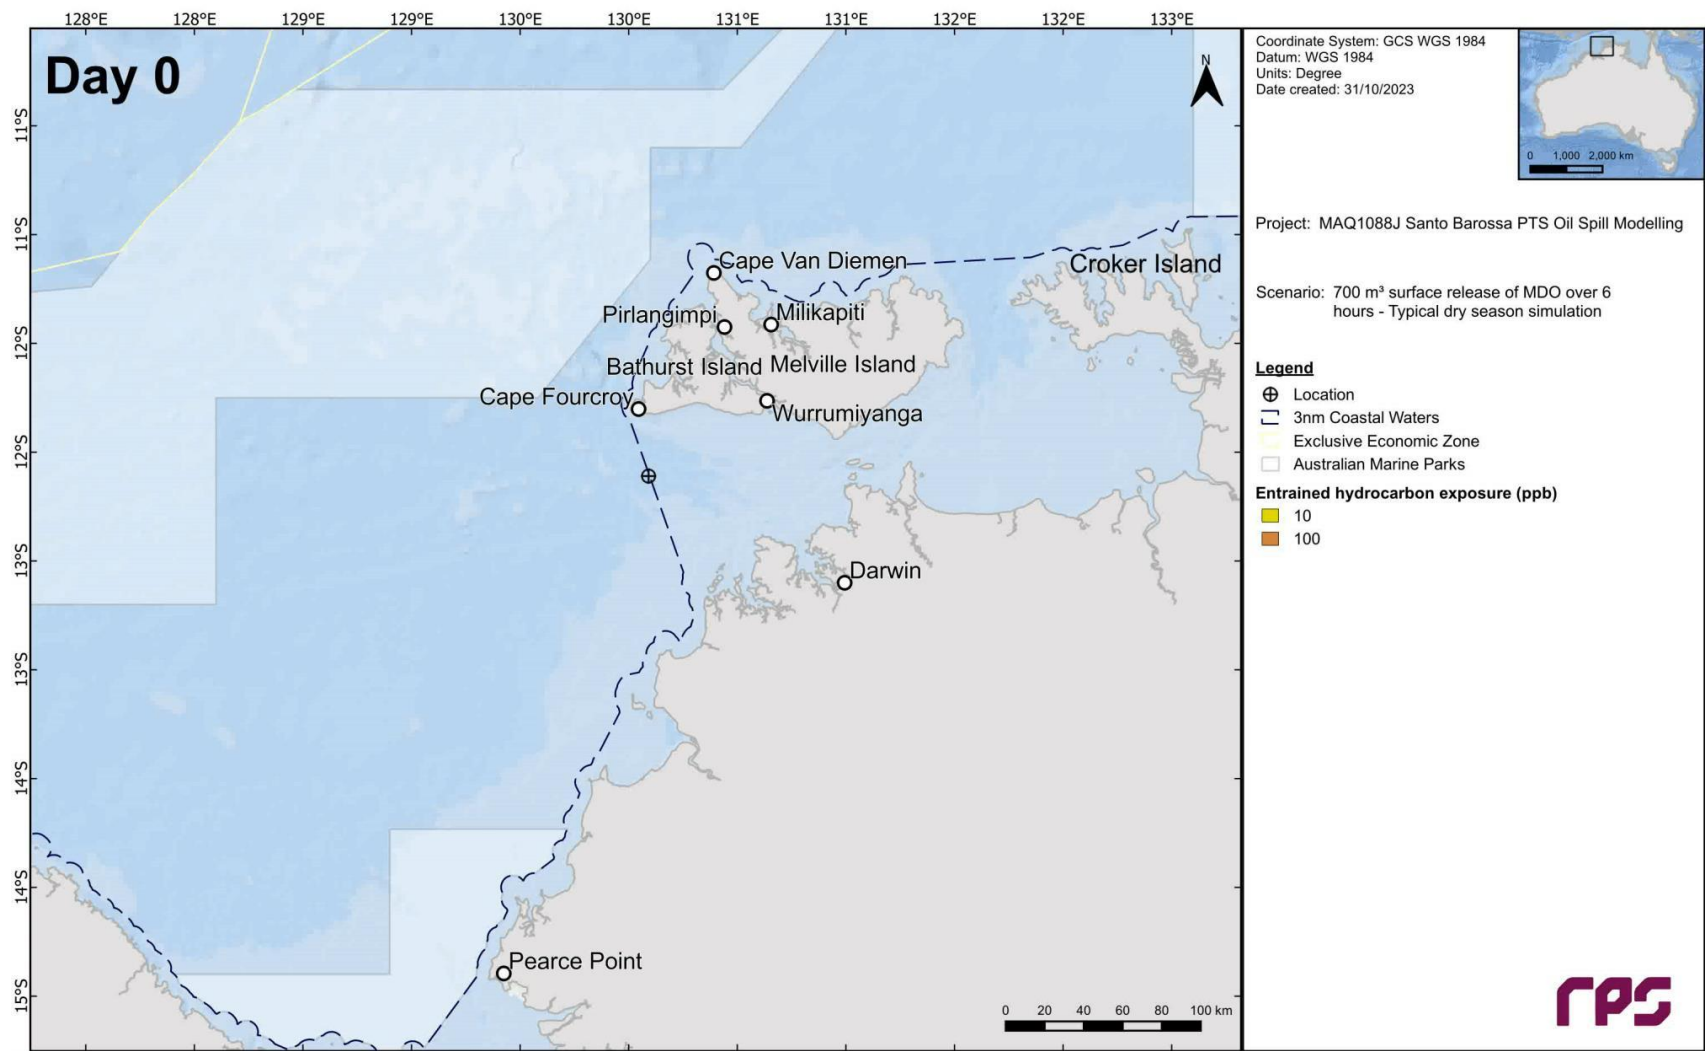 128°E 128°E 129°E 129°E 130°E 130°E 131°E 131°E 132°E 132°E 133°E
Day 0
N
11°S
11°S
12°S
12°S
13°S
13°S
14°S
14°S
15°S
Cape Van Diemen
Croker Island
Pirlangimpi
Milikapiti
Bathurst Island
Melville Island
Cape Fourcroy
Wurrumiyanga
Darwin
Pearce Point
0 20 40 60 80 100 km
Coordinate System: GCS WGS 1984
Datum: WGS 1984
Units: Degree
Date created: 31/10/2023
0 1,000 2,000 km
Project: MAQ1088J Santo Barossa PTS Oil Spill Modelling
Scenario: 700 m³ surface release of MDO over 6
hours - Typical dry season simulation
Legend
Location
3nm Coastal Waters
Exclusive Economic Zone
Australian Marine Parks
Entrained hydrocarbon exposure (ppb)
10
100
rps